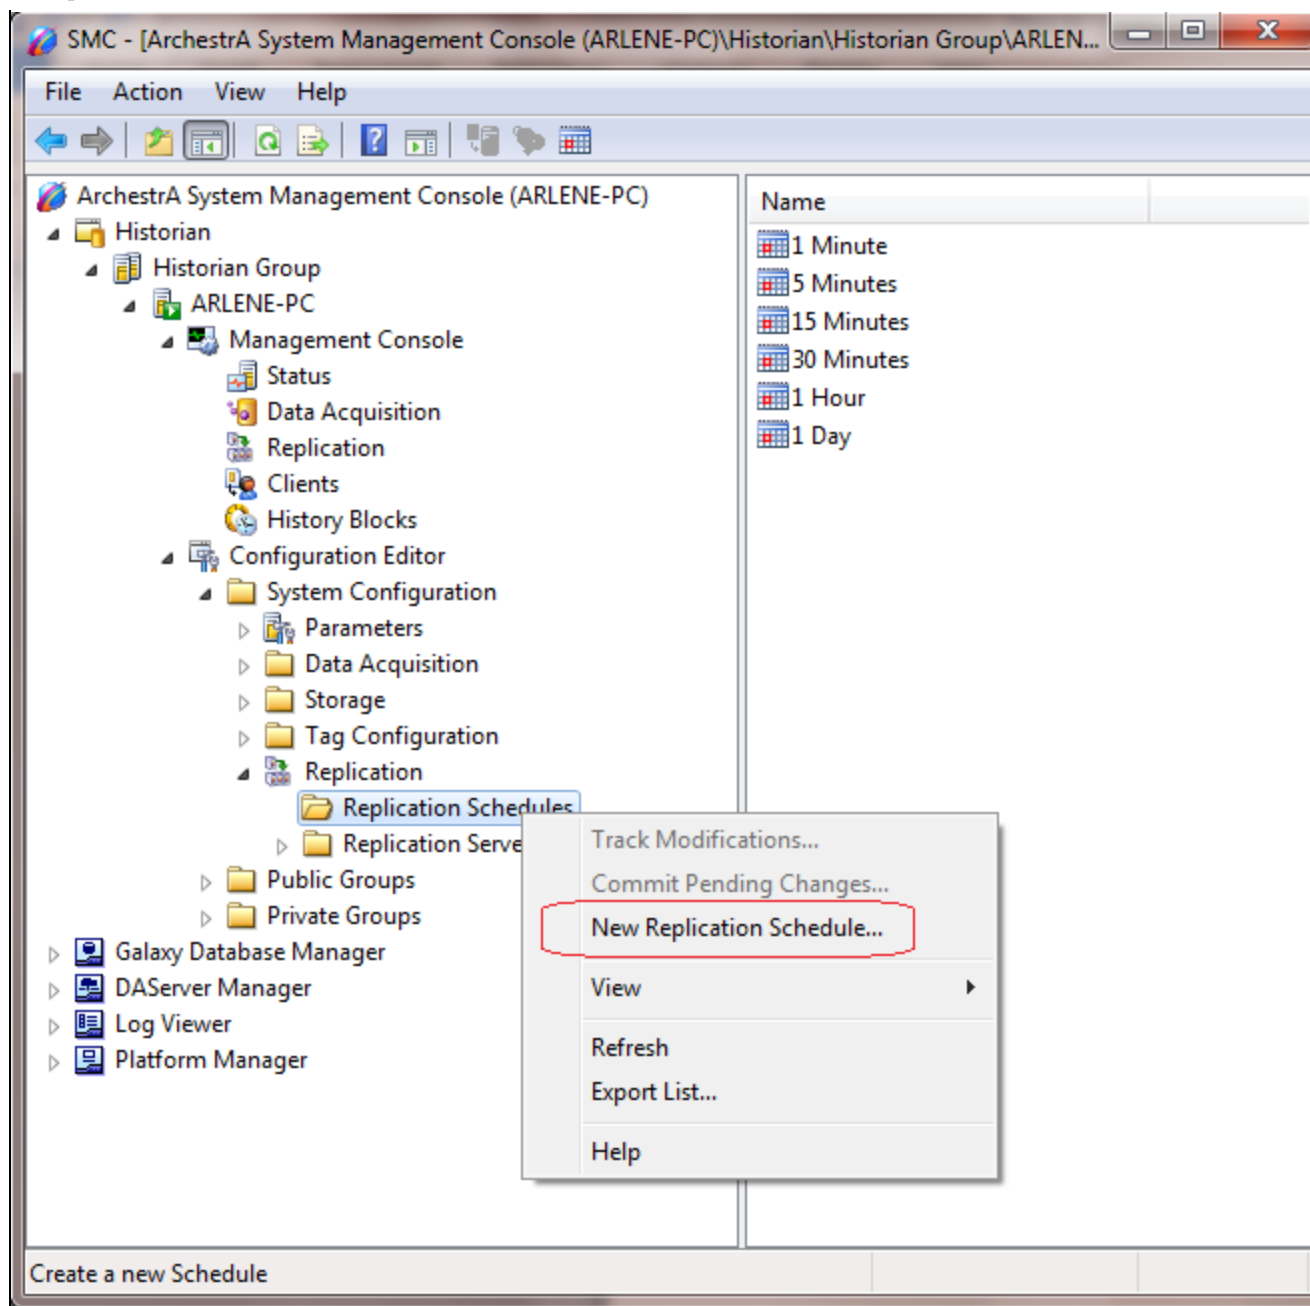 SMC - [ArchestrA System Management Console (ARLENE-PC)\Historian\Historian Group\ARLEN...
File Action View Help
ArchestrA System Management Console (ARLENE-PC)
Historian
Historian Group
ARLENE-PC
Management Console
Status
Data Acquisition
Replication
Clients
History Blocks
Configuration Editor
System Configuration
Parameters
Data Acquisition
Storage
Tag Configuration
Replication
Replication Schedules
Replication Serve
Public Groups
Private Groups
Galaxy Database Manager
DAServer Manager
Log Viewer
Platform Manager
Name
1 Minute
5 Minutes
15 Minutes
30 Minutes
1 Hour
1 Day
Track Modifications...
Commit Pending Changes...
New Replication Schedule...
View
Refresh
Export List...
Help
Create a new Schedule